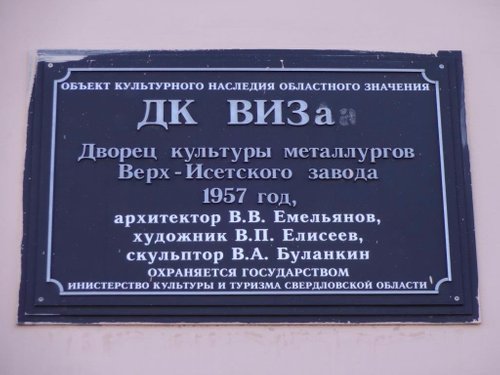 ОБЪЕКТ КУЛЬТУРНОГО НАСЛЕДИЯ ОБЛАСТНОГО ЗНАЧЕНИЯ
ДК ВИЗаа
Дворец культуры металлургов
Верх-Исетского завода
1957 год,
архитектор В.В. Емельянов,
художник В.П. Елисеев,
скульптор В.А. Буланкин
ОХРАНЯЕТСЯ ГОСУДАРСТВОМ
ИНИСТЕРСТВО КУЛЬТУРЫ И ТУРИЗМА СВЕРДЛОВСКОЙ ОБЛАСТИ